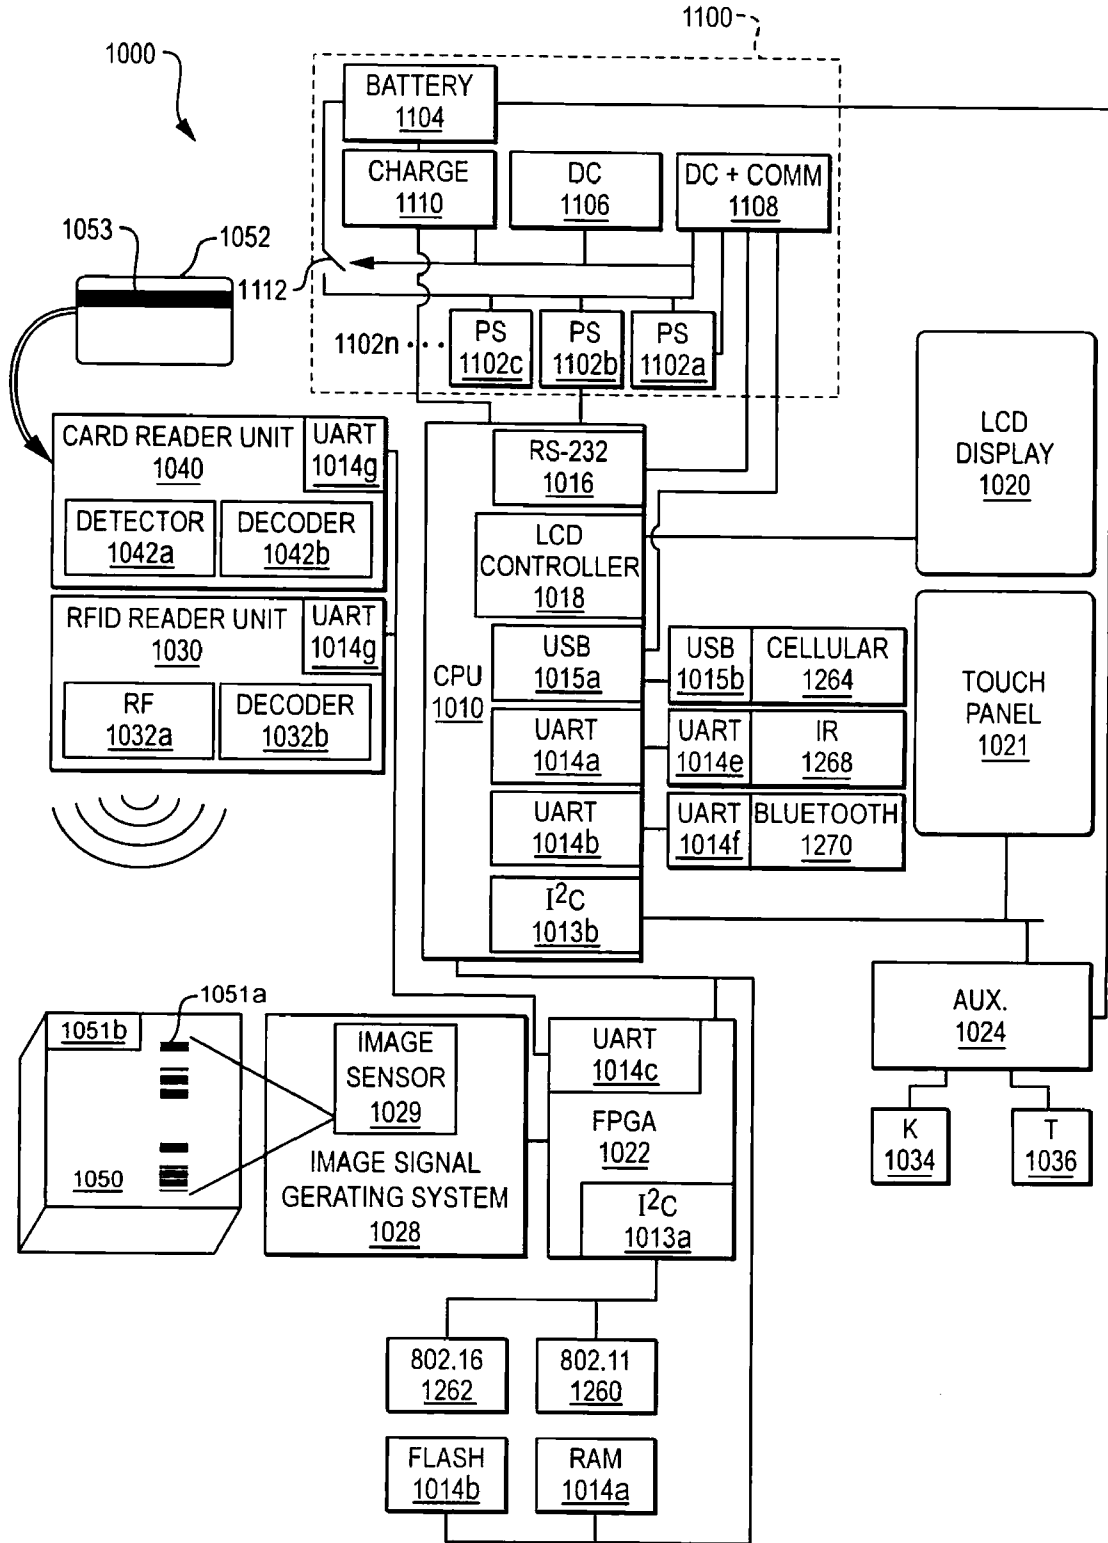 1100
1000
BATTERY
1104
CHARGE
1110
DC
1106
DC + COMM
1108
1053
1052
1112
1102n
PS
1102c
PS
1102b
PS
1102a
LCD
DISPLAY
1020
CARD READER UNIT
1040
UART
1014g
DETECTOR
1042a
DECODER
1042b
RFID READER UNIT
1030
UART
1014g
RF
1032a
DECODER
1032b
CPU
1010
RS-232
1016
LCD
CONTROLLER
1018
USB
1015a
UART
1014a
UART
1014b
I²C
1013b
USB
1015b
CELLULAR
1264
UART
1014e
IR
1268
UART
1014f
BLUETOOTH
1270
TOUCH
PANEL
1021
AUX.
1024
K
1034
T
1036
1051a
1051b
1050
IMAGE
SENSOR
1029
IMAGE SIGNAL
GERATING SYSTEM
1028
UART
1014c
FPGA
1022
I²C
1013a
802.16
1262
802.11
1260
FLASH
1014b
RAM
1014a